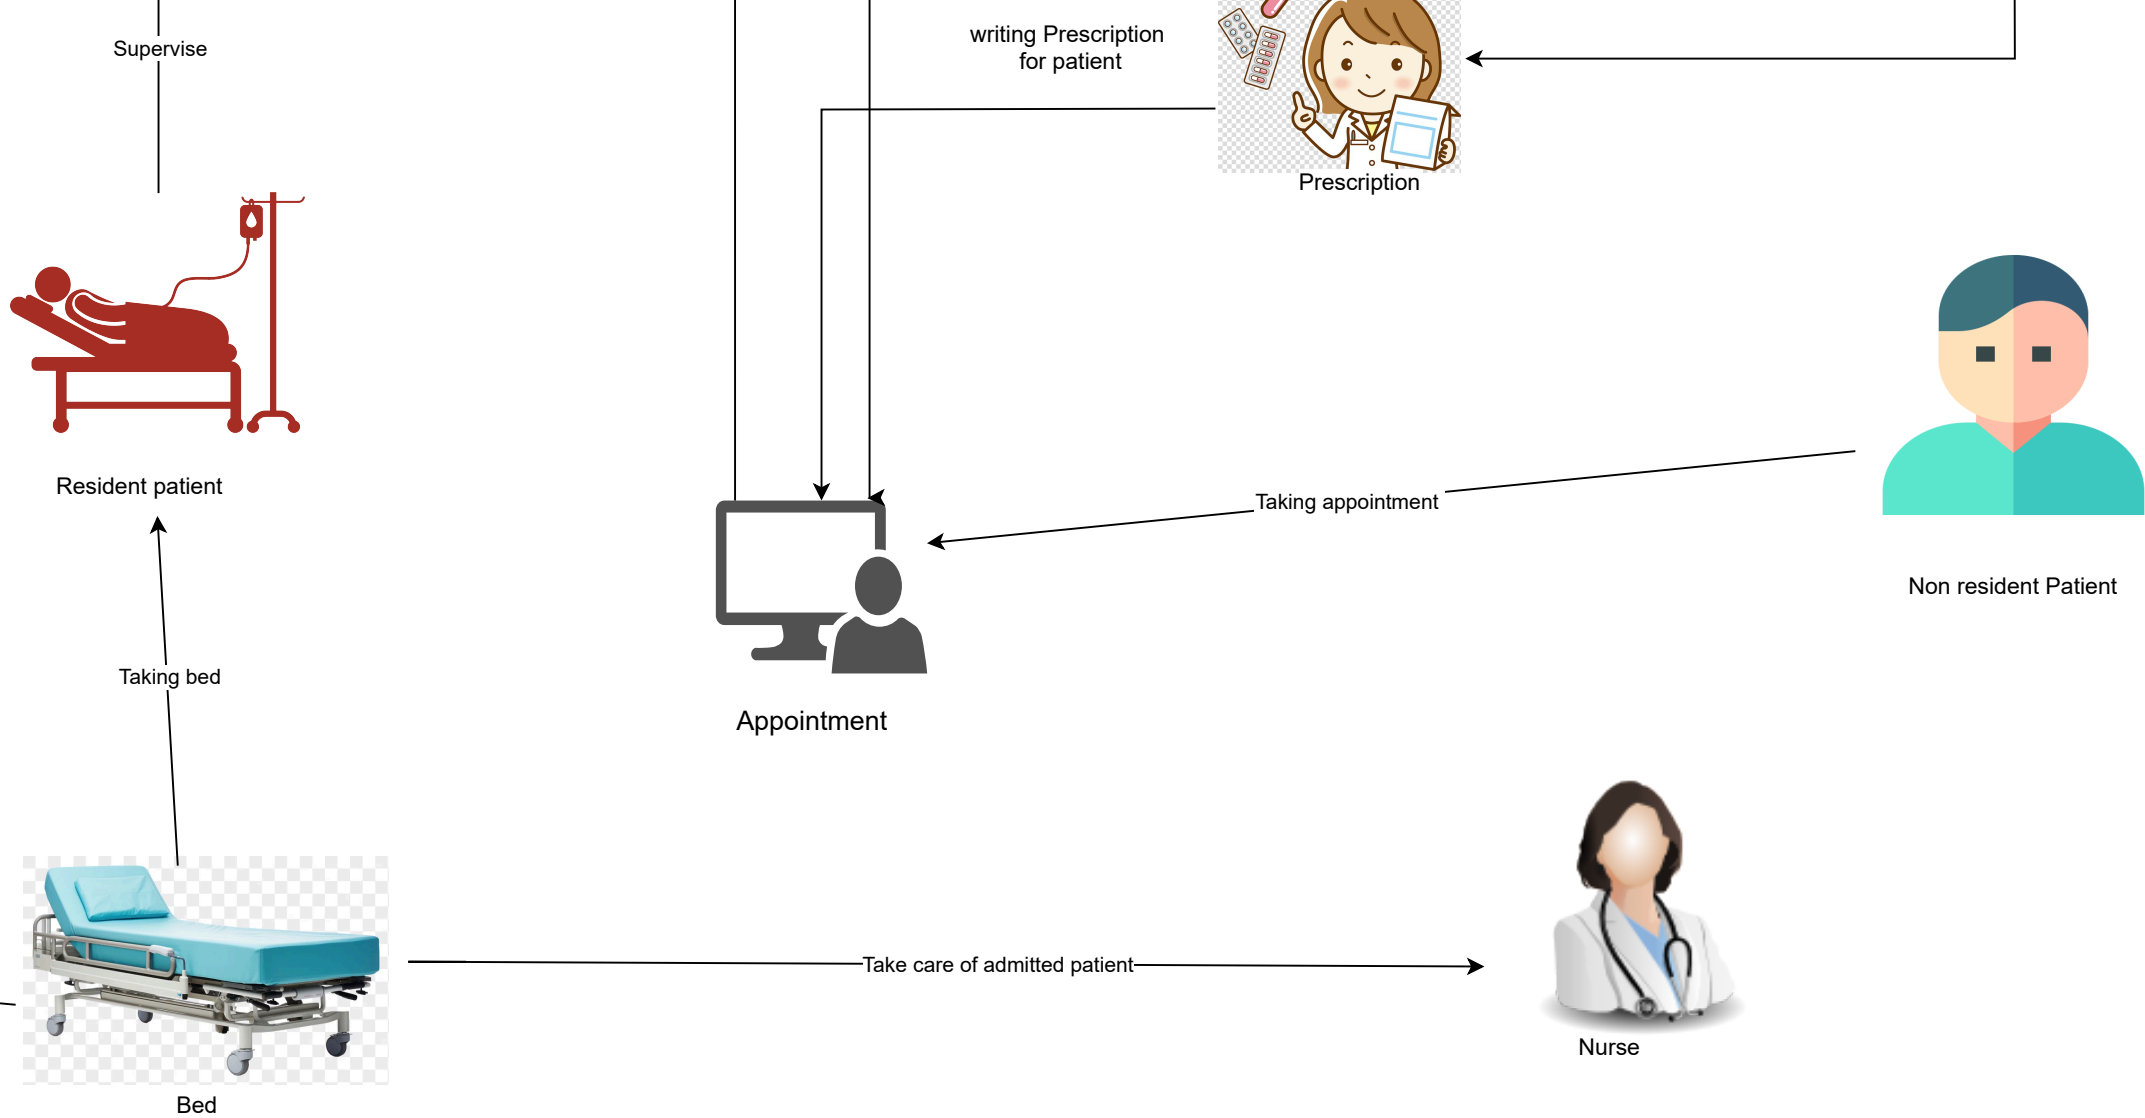 Supervise
writing Prescription
for patient
Prescription
Resident patient
Taking appointment
Non resident Patient
Taking bed
Appointment
Take care of admitted patient
Nurse
Bed